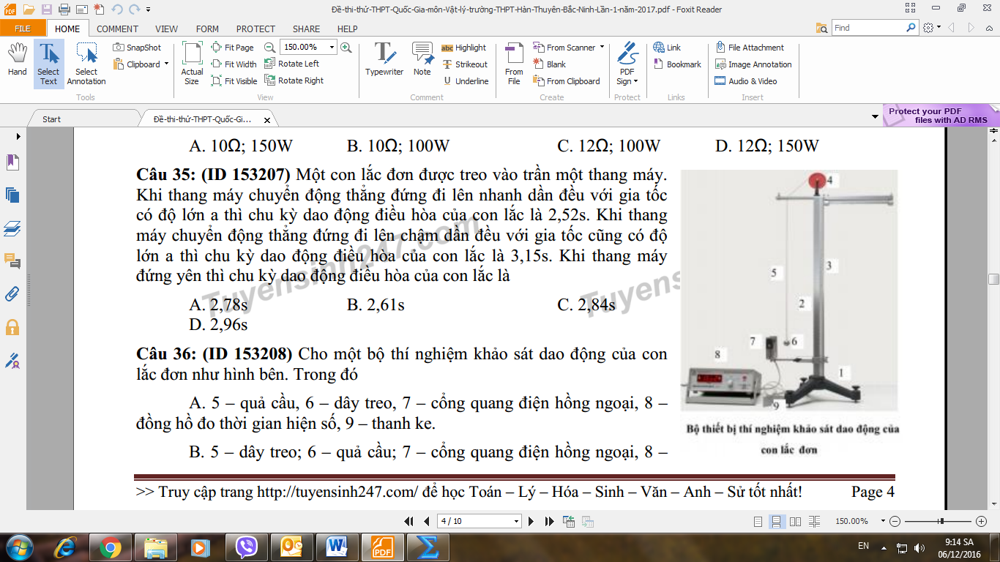 Đề-thi-thử-THPT-Quốc-Gia-môn-Vật-lý-trường-THPT-Hàn-Thuyên-Bắc-Ninh-Lần-1-năm-2017.pdf - Foxit Reader
FILE HOME COMMENT VIEW FORM PROTECT SHARE HELP Find
Hand
Select Text
Select Annotation
SnapShot
Clipboard
Tools
Actual Size
Fit Page
Fit Width
Fit Visible
150.00%
Rotate Left
Rotate Right
View
Typewriter
Note
Highlight
Strikeout
Underline
Comment
From File
From Scanner
Blank
From Clipboard
Create
PDF Sign
Protect
Link
Bookmark
Links
File Attachment
Image Annotation
Audio & Video
Insert
Start
Đề-thi-thử-THPT-Quốc-Gi...
Protect your PDF
files with AD RMS
A. 10Ω; 150W B. 10Ω; 100W C. 12Ω; 100W D. 12Ω; 150W
Câu 35: (ID 153207) Một con lắc đơn được treo vào trần một thang máy.
Khi thang máy chuyển động thẳng đứng đi lên nhanh dần đều với gia tốc
có độ lớn a thì chu kỳ dao động điều hòa của con lắc là 2,52s. Khi thang
máy chuyển động thẳng đứng đi lên chậm dần đều với gia tốc cũng có độ
lớn a thì chu kỳ dao động điều hòa của con lắc là 3,15s. Khi thang máy
đứng yên thì chu kỳ dao động điều hòa của con lắc là
A. 2,78s B. 2,61s C. 2,84s
D. 2,96s
Câu 36: (ID 153208) Cho một bộ thí nghiệm khảo sát dao động của con
lắc đơn như hình bên. Trong đó
A. 5 – quả cầu, 6 – dây treo, 7 – cổng quang điện hồng ngoại, 8 –
đồng hồ đo thời gian hiện số, 9 – thanh ke.
B. 5 – dây treo; 6 – quả cầu; 7 – cổng quang điện hồng ngoại, 8 –
Tuyensinh247.com
Tuyens
4
3
5
2
7
6
8
1
9
Bộ thiết bị thí nghiệm khảo sát dao động của
con lắc đơn
>> Truy cập trang http://tuyensinh247.com/ để học Toán – Lý – Hóa – Sinh – Văn – Anh – Sử tốt nhất! Page 4
4 / 10
150.00%
EN
9:14 SA
06/12/2016